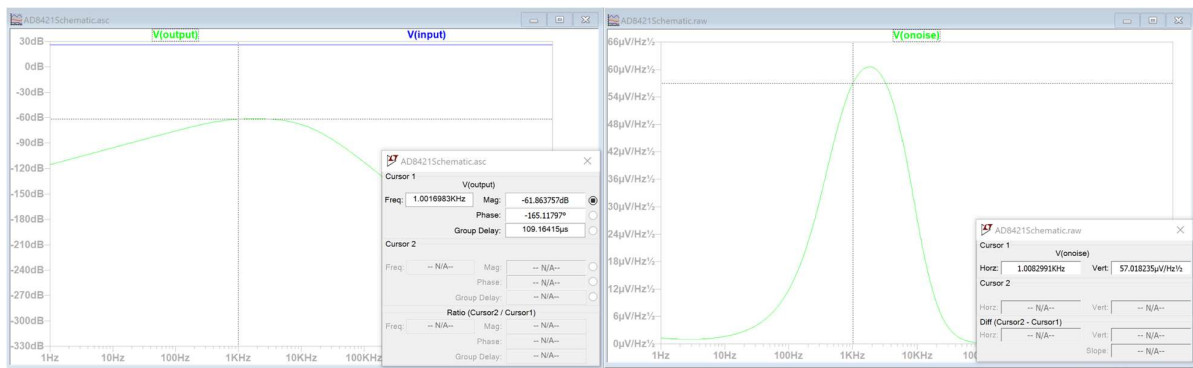 AD8421Schematic.asc
V(output) V(input)
30dB
0dB
-30dB
-60dB
-90dB
-120dB
-150dB
-180dB
-210dB
-240dB
-270dB
-300dB
-330dB
1Hz 10Hz 100Hz 1KHz 10KHz 100KHz
AD8421Schematic.asc
Cursor 1
V(output)
Freq: 1.0016983KHz Mag: -61.863757dB
Phase: -165.11797°
Group Delay: 109.16415µs
Cursor 2
Freq: -- N/A-- Mag: -- N/A--
Phase: -- N/A--
Group Delay: -- N/A--
Ratio (Cursor2 / Cursor1)
Freq: -- N/A-- Mag: -- N/A--
Phase: -- N/A--
Group Delay: -- N/A--
AD8421Schematic.raw
V(onoise)
66µV/Hz½
60µV/Hz½
54µV/Hz½
48µV/Hz½
42µV/Hz½
36µV/Hz½
30µV/Hz½
24µV/Hz½
18µV/Hz½
12µV/Hz½
6µV/Hz½
0µV/Hz½
1Hz 10Hz 100Hz 1KHz 10KHz
AD8421Schematic.raw
Cursor 1
V(onoise)
Horz: 1.0082991KHz Vert: 57.018235µV/Hz½
Cursor 2
Horz: -- N/A-- Vert: -- N/A--
Diff (Cursor2 - Cursor1)
Horz: -- N/A-- Vert: -- N/A--
Slope: -- N/A--